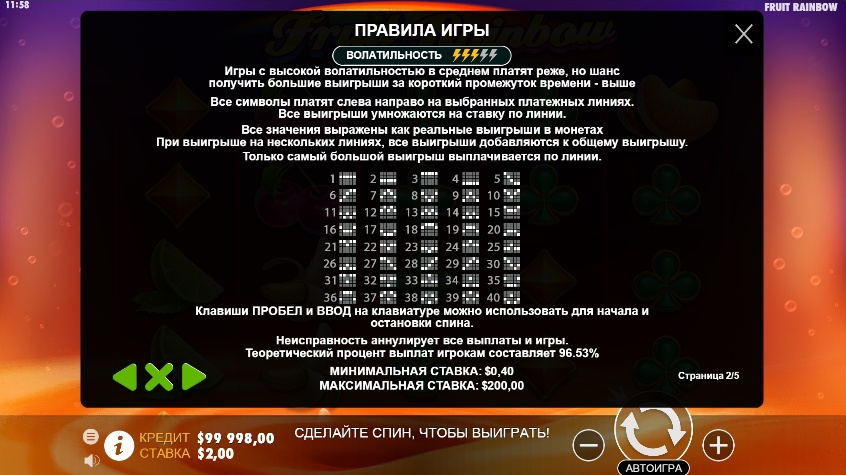 11:58
FRUIT RAINBOW
ПРАВИЛА ИГРЫ
ВОЛАТИЛЬНОСТЬ
Игры с высокой волатильностью в среднем платят реже, но шанс
получить большие выигрыши за короткий промежуток времени - выше
Все символы платят слева направо на выбранных платежных линиях.
Все выигрыши умножаются на ставку по линии.
Все значения выражены как реальные выигрыши в монетах
При выигрыше на нескольких линиях, все выигрыши добавляются к общему выигрышу.
Только самый большой выигрыш выплачивается по линии.
1 2 3 4 5
6 7 8 9 10
11 12 13 14 15
16 17 18 19 20
21 22 23 24 25
26 27 28 29 30
31 32 33 34 35
36 37 38 39 40
Клавиши ПРОБЕЛ и ВВОД на клавиатуре можно использовать для начала и
остановки спина.
Неисправность аннулирует все выплаты и игры.
Теоретический процент выплат игрокам составляет 96.53%
МИНИМАЛЬНАЯ СТАВКА: $0,40
МАКСИМАЛЬНАЯ СТАВКА: $200,00
Страница 2/5
КРЕДИТ $99 998,00
СТАВКА $2,00
СДЕЛАЙТЕ СПИН, ЧТОБЫ ВЫИГРАТЬ!
АВТОИГРА